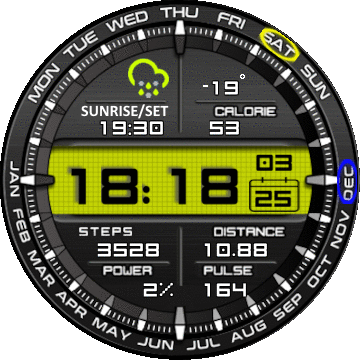 MON TUE WED THU FRI SAT SUN
-19°
SUNRISE/SET CALORIE
19:30 53
JAN FEB MAR APR MAY JUN JUL AUG SEP OCT NOV DEC
18:18
03
25
STEPS DISTANCE
3528 10.88
POWER PULSE
2% 164